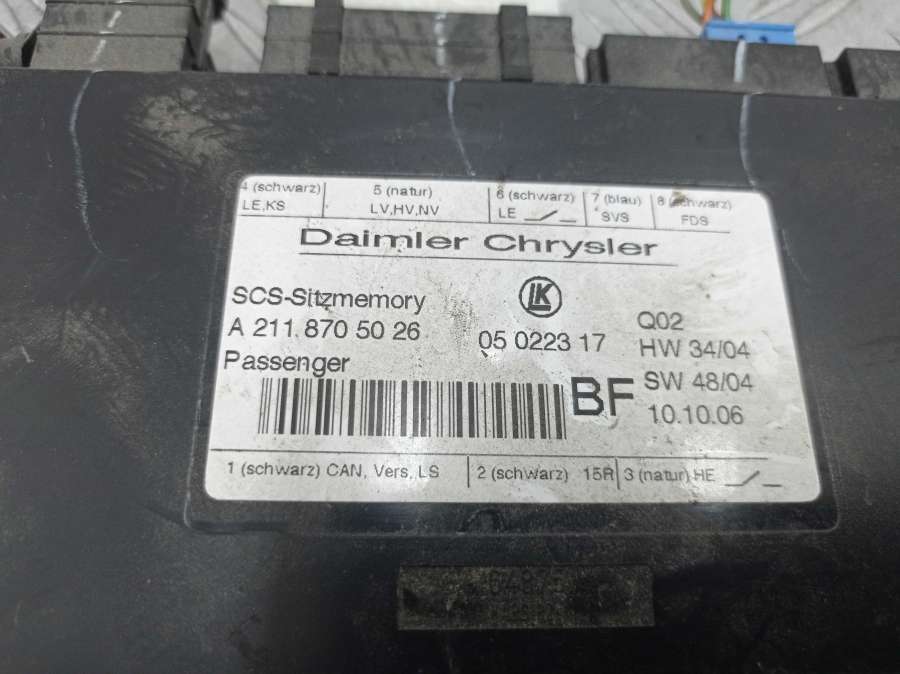 4 (schwarz) 5 (natur) 6 (schwarz) 7 (blau) 8 (schwarz)
LE,KS LV,HV,NV LE SVS FDS
Daimler Chrysler
SCS-Sitzmemory LK Q02
A 211 870 50 26 05 0223 17 HW 34/04
Passenger BF SW 48/04
10.10.06
1 (schwarz) CAN, Vers, LS 2 (schwarz) 15R 3 (natur) HE